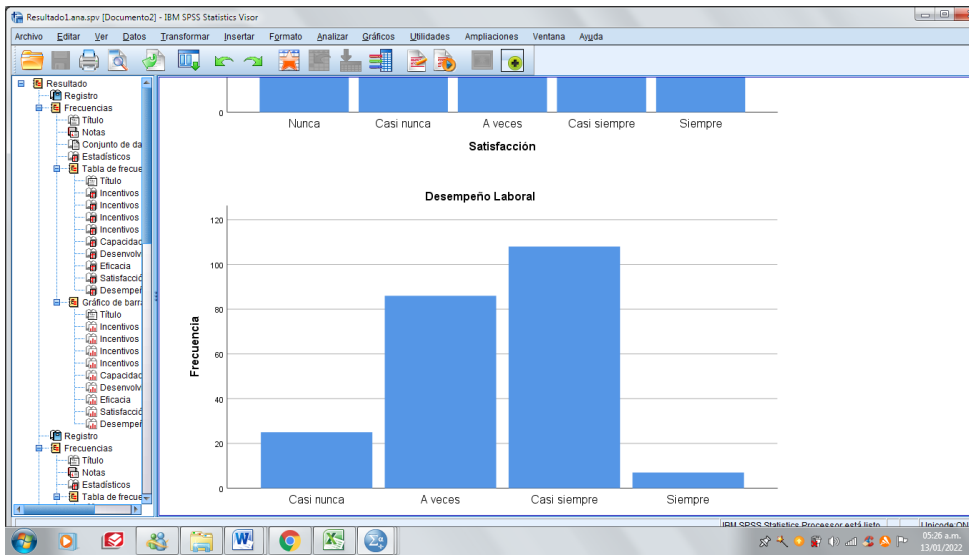 Resultado1.ana.spv [Documento2] - IBM SPSS Statistics Visor
Archivo Editar Ver Datos Transformar Insertar Formato Analizar Gráficos Utilidades Ampliaciones Ventana Ayuda
Resultado
Registro
Frecuencias
Título
Notas
Conjunto de da
Estadísticos
Tabla de frecue
Título
Incentivos
Incentivos
Incentivos
Incentivos
Capacidad
Desenvolv
Eficacia
Satisfacció
Desempeñ
Gráfico de barra
Título
Incentivos
Incentivos
Incentivos
Incentivos
Capacidad
Desenvolv
Eficacia
Satisfacció
Desempeñ
Registro
Frecuencias
Título
Notas
Estadísticos
Tabla de frecue
0
Nunca Casi nunca A veces Casi siempre Siempre
Satisfacción
Desempeño Laboral
Frecuencia
120
100
80
60
40
20
0
Casi nunca A veces Casi siempre Siempre
IBM SPSS Statistics Processor está listo Unicode:ON
05:26 a.m.
13/01/2022